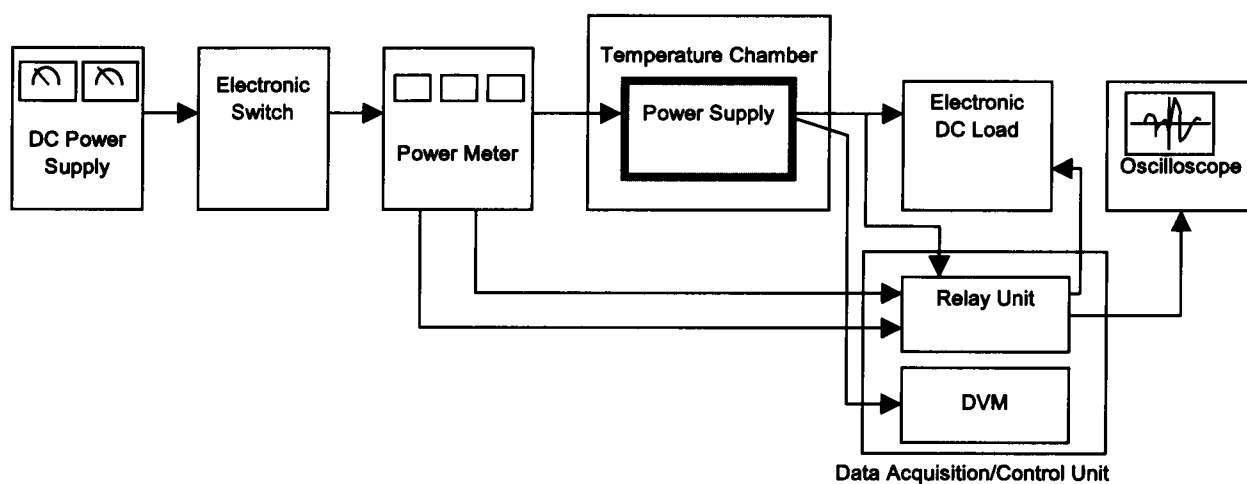 DC Power
Supply
Electronic
Switch
Power Meter
Temperature Chamber
Power Supply
Electronic
DC Load
Oscilloscope
Relay Unit
DVM
Data Acquisition/Control Unit